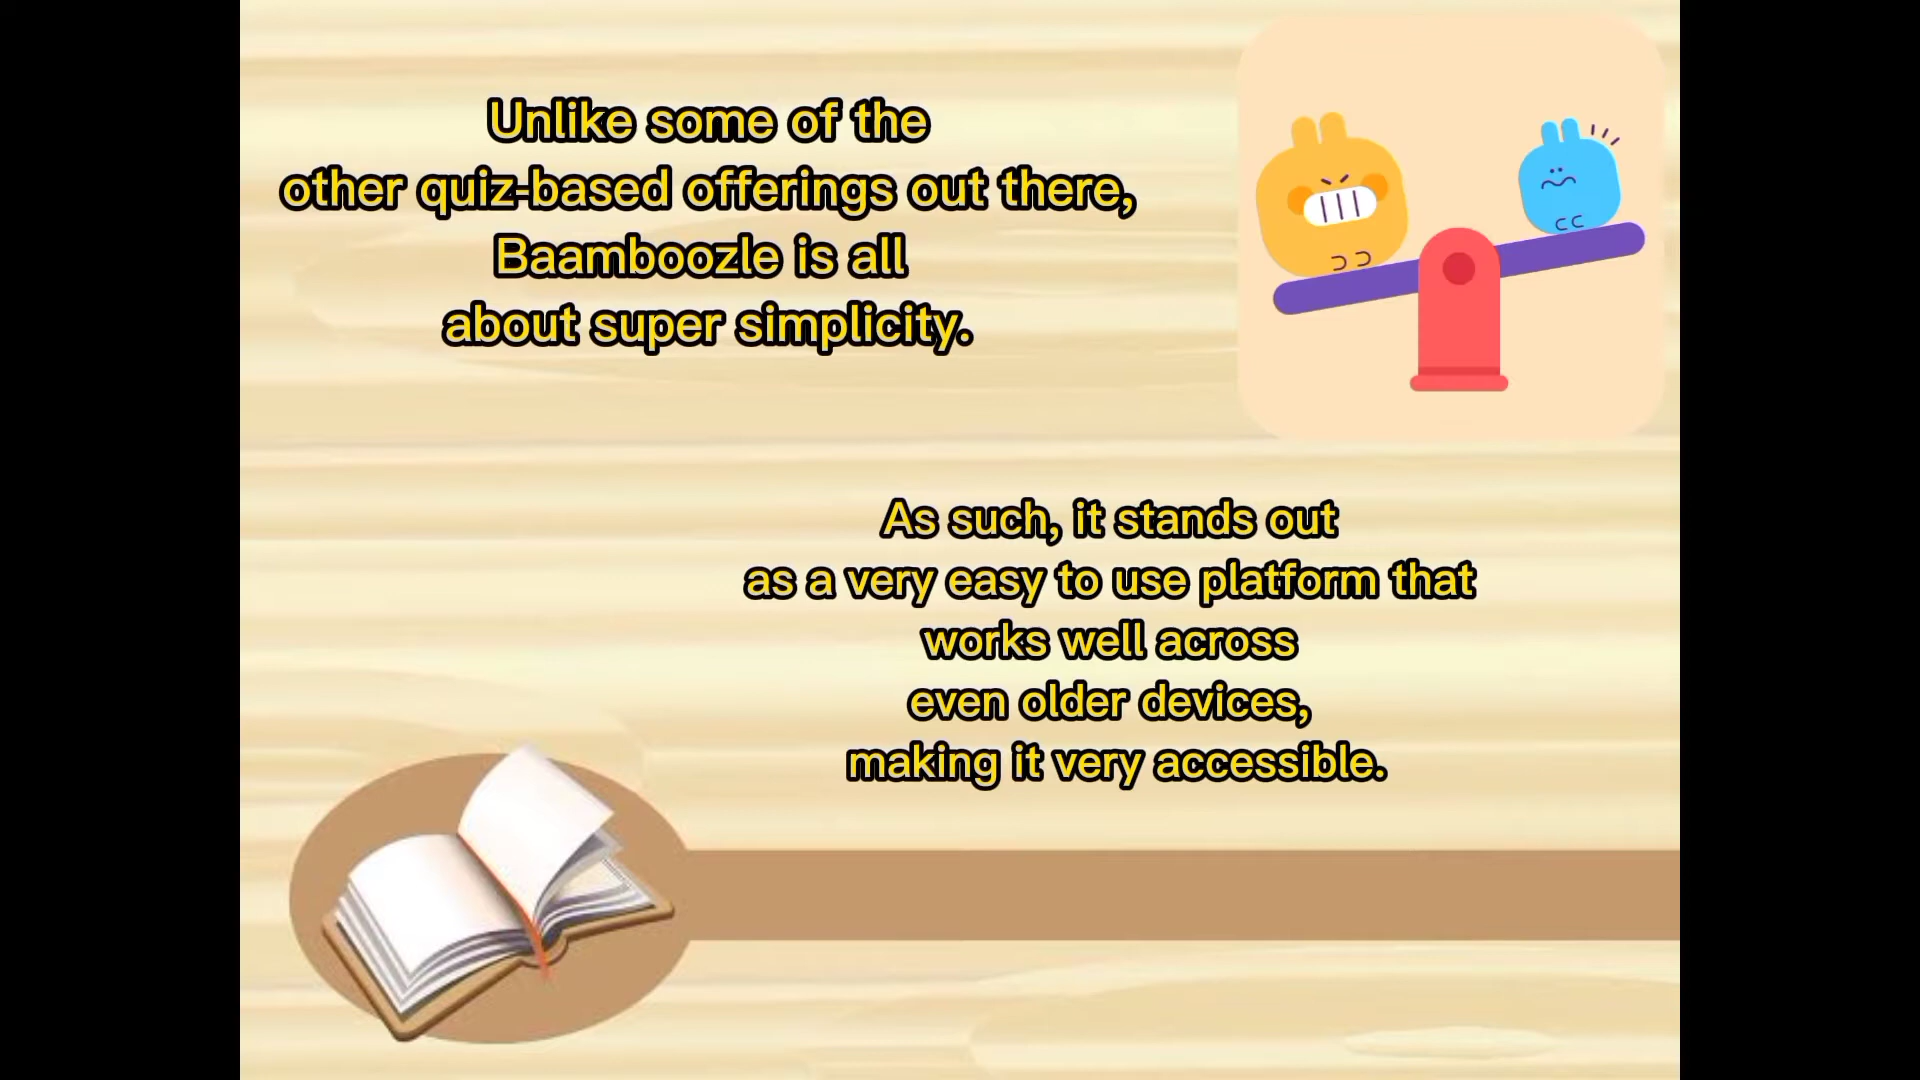 Unlike some of the
other quiz-based offerings out there,
Baamboozle is all
about super simplicity.
As such, it stands out
as a very easy to use platform that
works well across
even older devices,
making it very accessible.